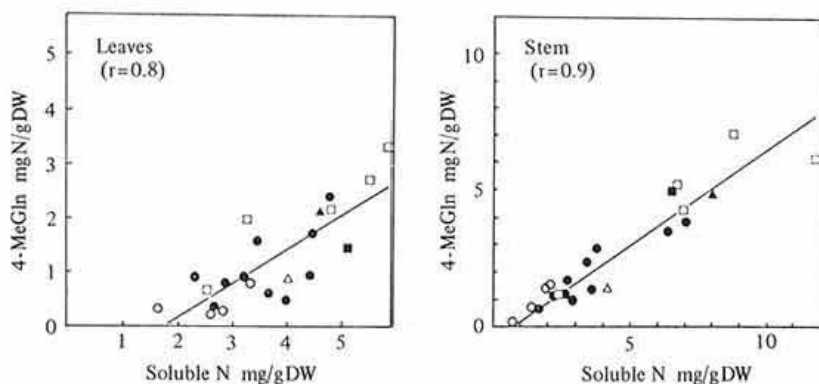 Leaves
(r=0.8)
4-MeGln mgN/gDW
5
4
3
2
1
0
1 2 3 4 5
Soluble N mg/gDW
Stem
(r=0.9)
4-MeGln mgN/gDW
10
5
0
5 10
Soluble N mg/gDW